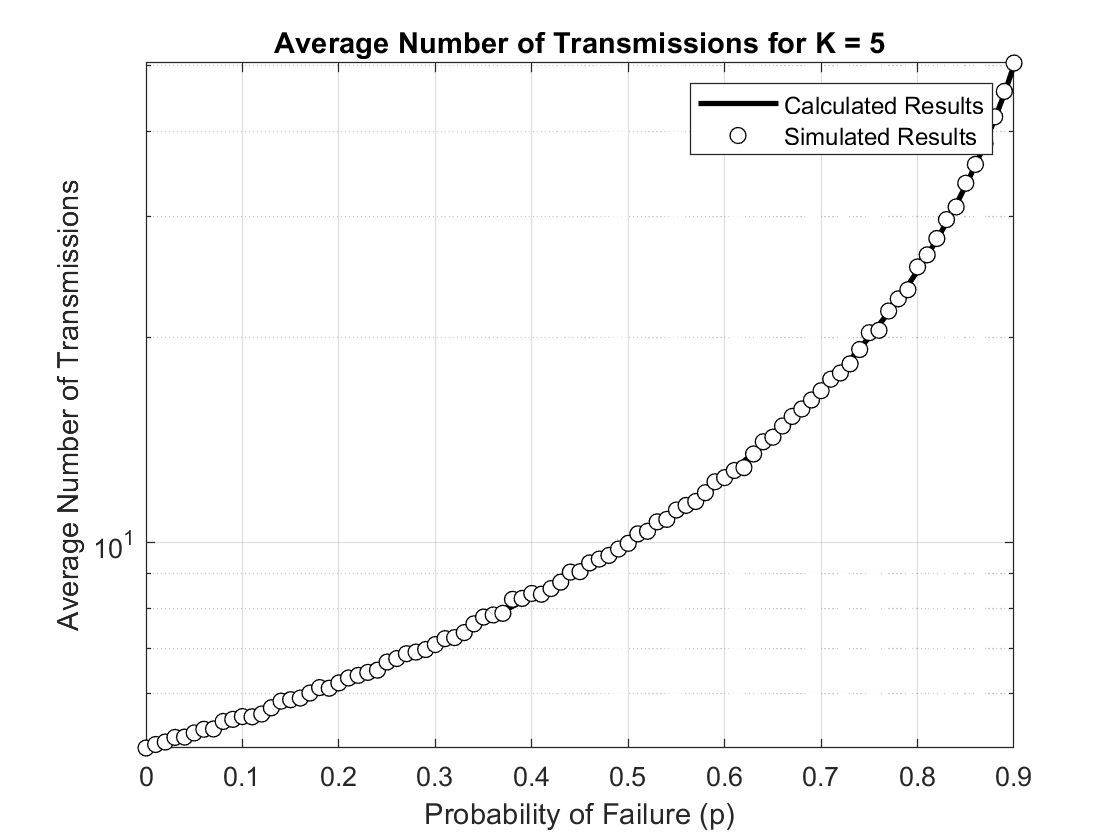 Average Number of Transmissions for K = 5
Calculated Results
Simulated Results
Average Number of Transmissions
10^1
0 0.1 0.2 0.3 0.4 0.5 0.6 0.7 0.8 0.9
Probability of Failure (p)